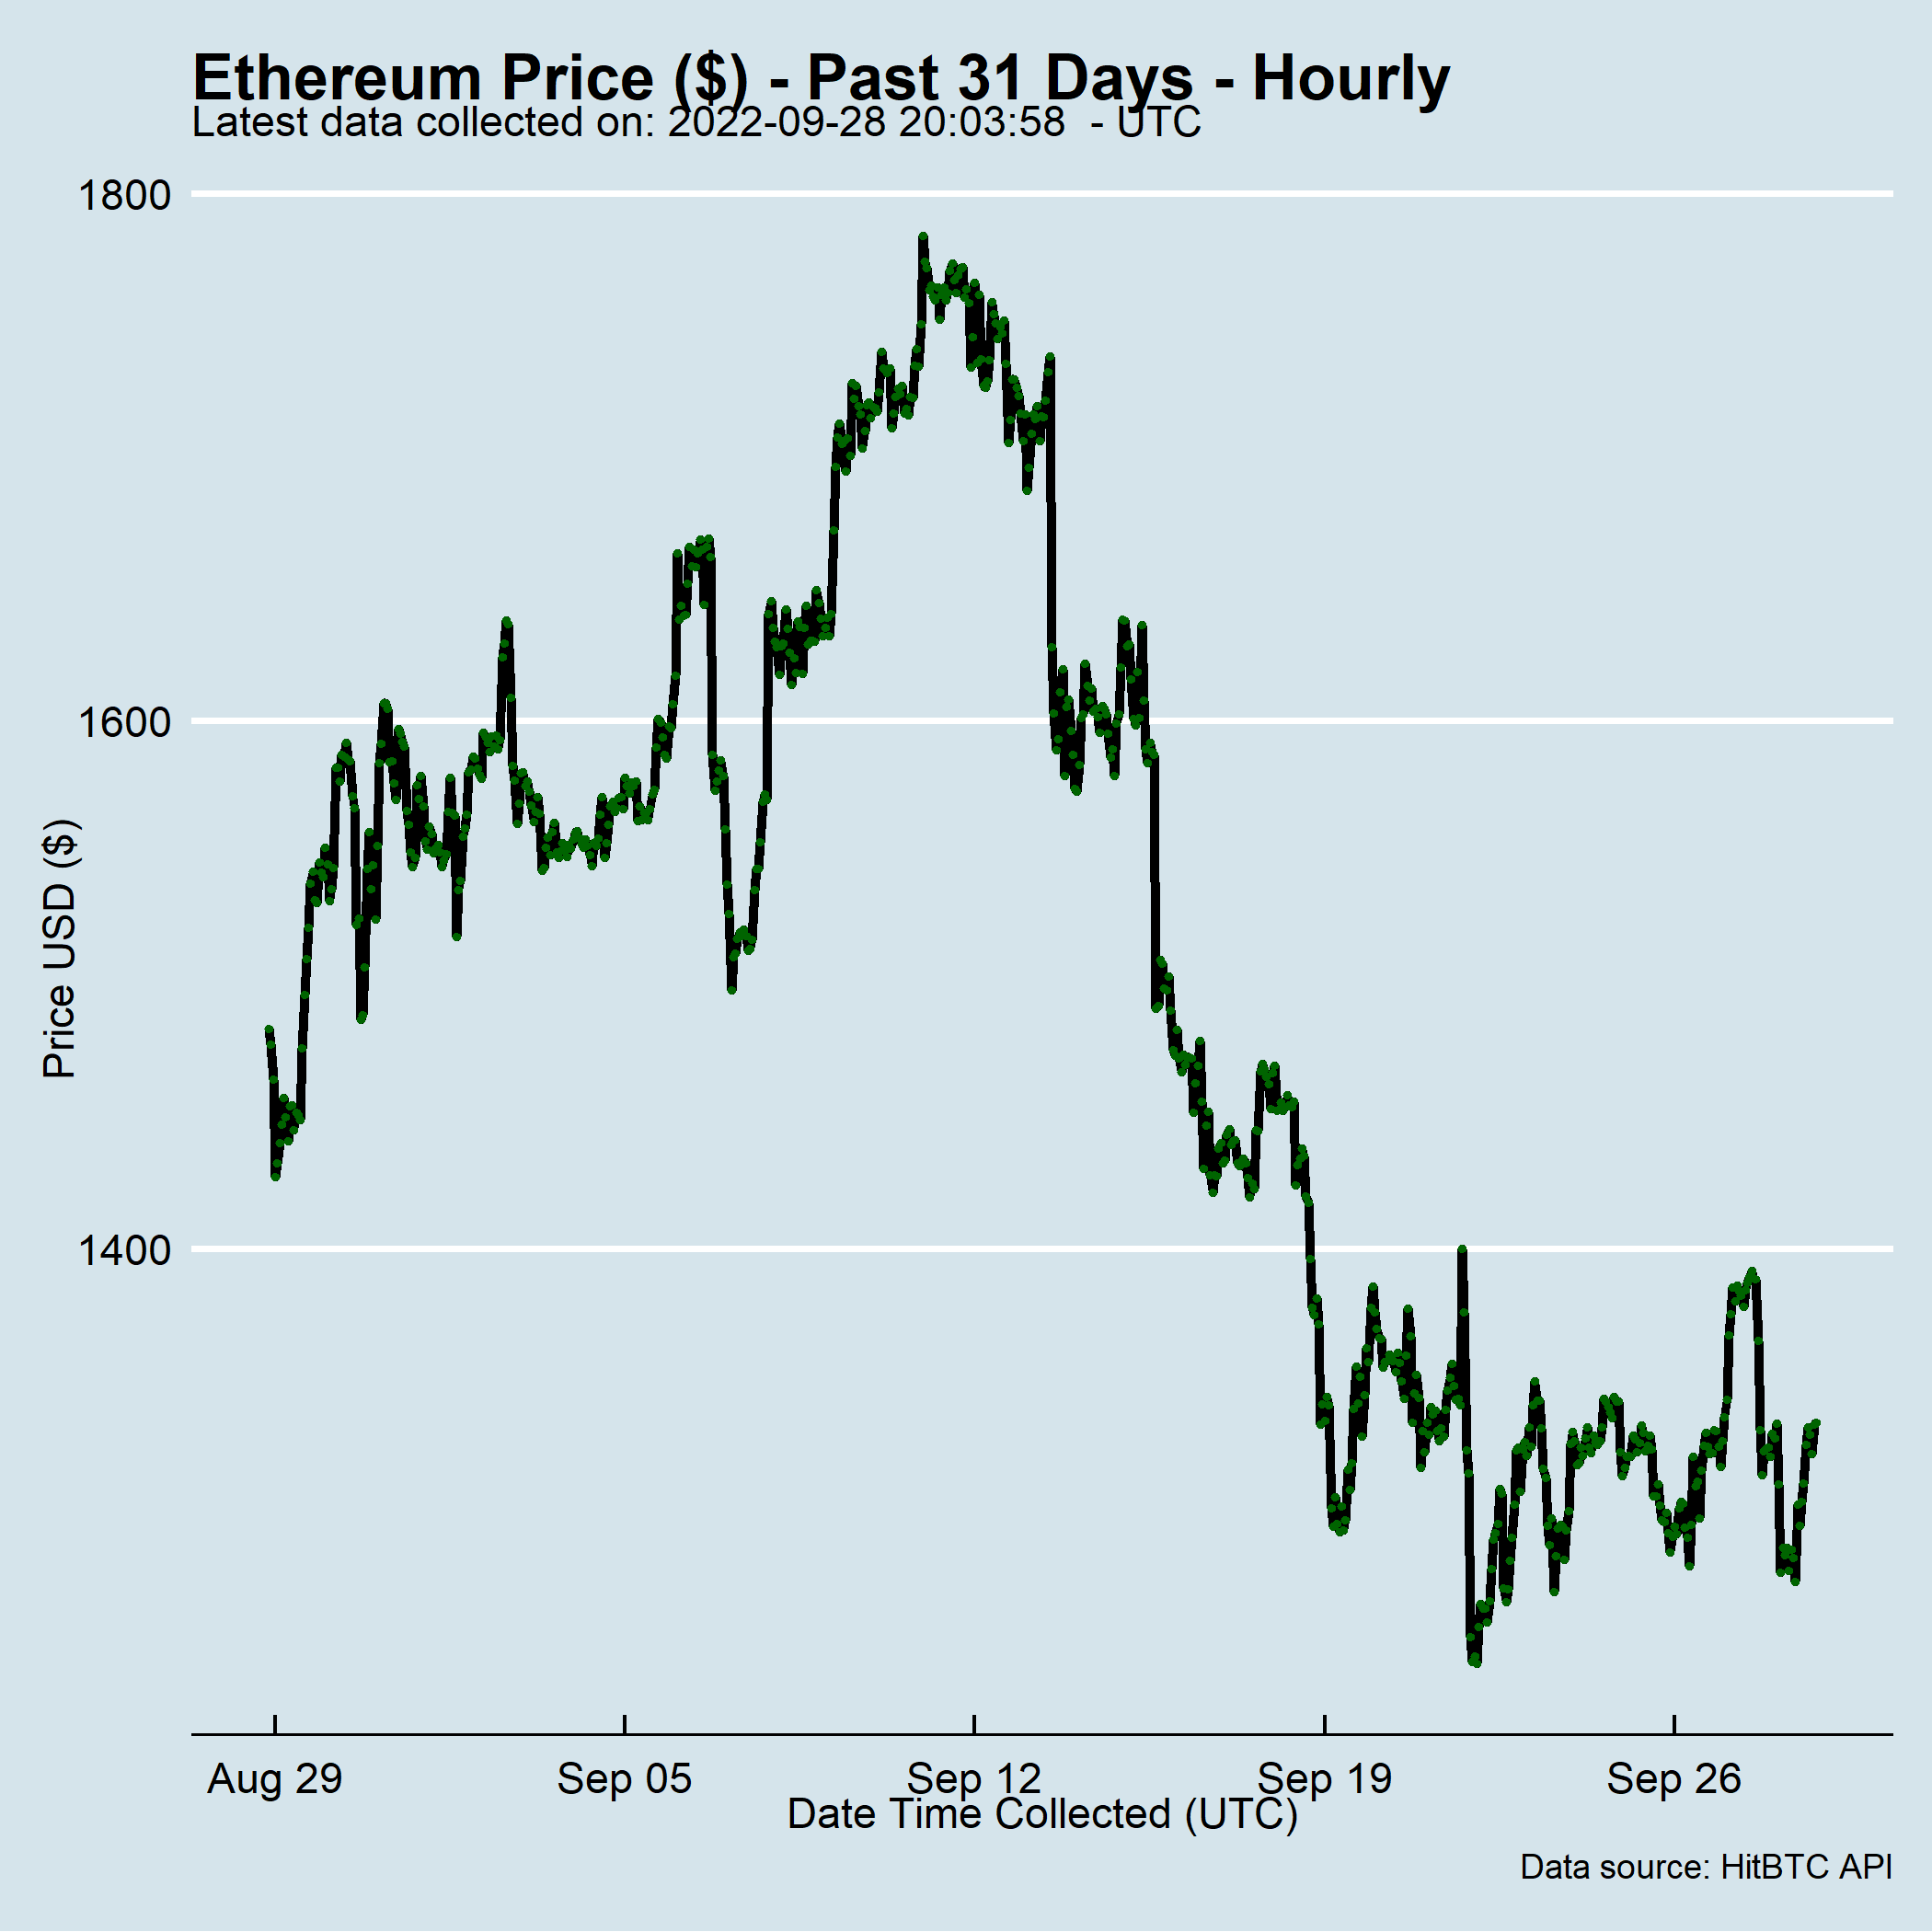 Ethereum Price ($) - Past 31 Days - Hourly
Latest data collected on: 2022-09-28 20:03:58  - UTC
1800
1600
1400
Price USD ($)
Aug 29 Sep 05 Sep 12 Sep 19 Sep 26
Date Time Collected (UTC)
Data source: HitBTC API